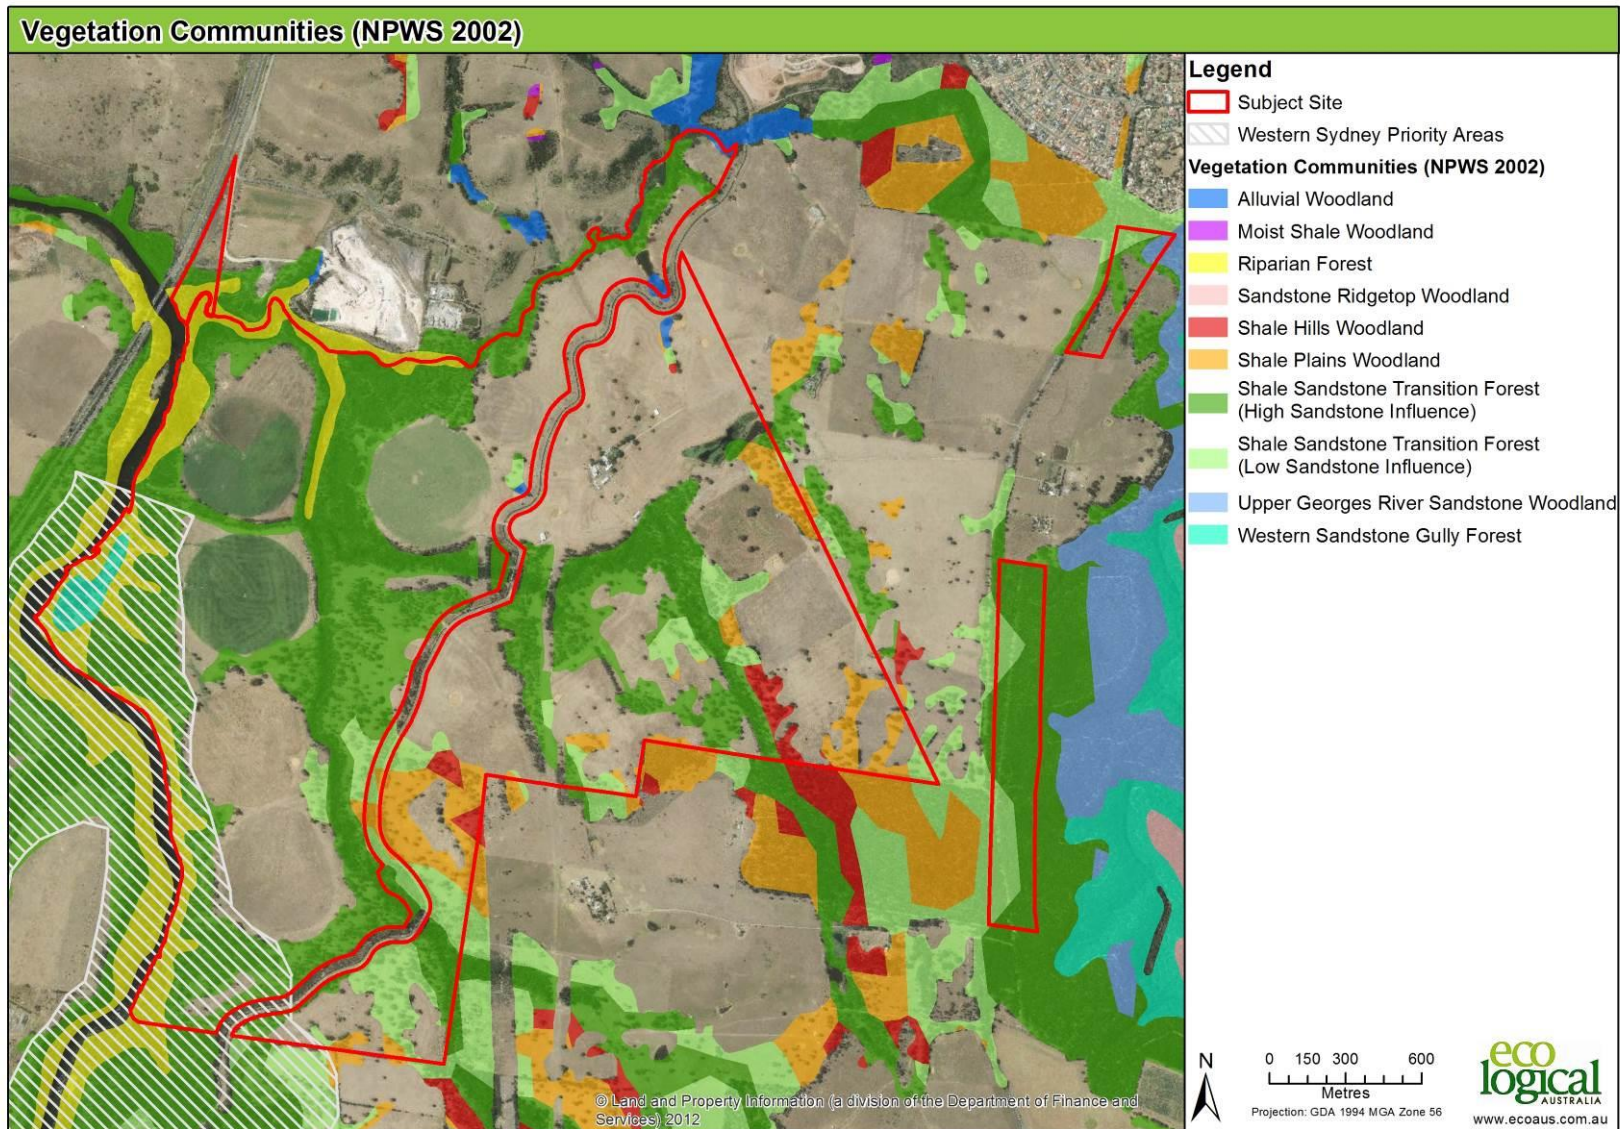 Vegetation Communities (NPWS 2002)
Legend
Subject Site
Western Sydney Priority Areas
Vegetation Communities (NPWS 2002)
Alluvial Woodland
Moist Shale Woodland
Riparian Forest
Sandstone Ridgetop Woodland
Shale Hills Woodland
Shale Plains Woodland
Shale Sandstone Transition Forest
(High Sandstone Influence)
Shale Sandstone Transition Forest
(Low Sandstone Influence)
Upper Georges River Sandstone Woodland
Western Sandstone Gully Forest
© Land and Property Information (a division of the Department of Finance and
Services) 2012
N
0 150 300 600
Metres
Projection: GDA 1994 MGA Zone 56
eco
logical
AUSTRALIA
www.ecoaus.com.au